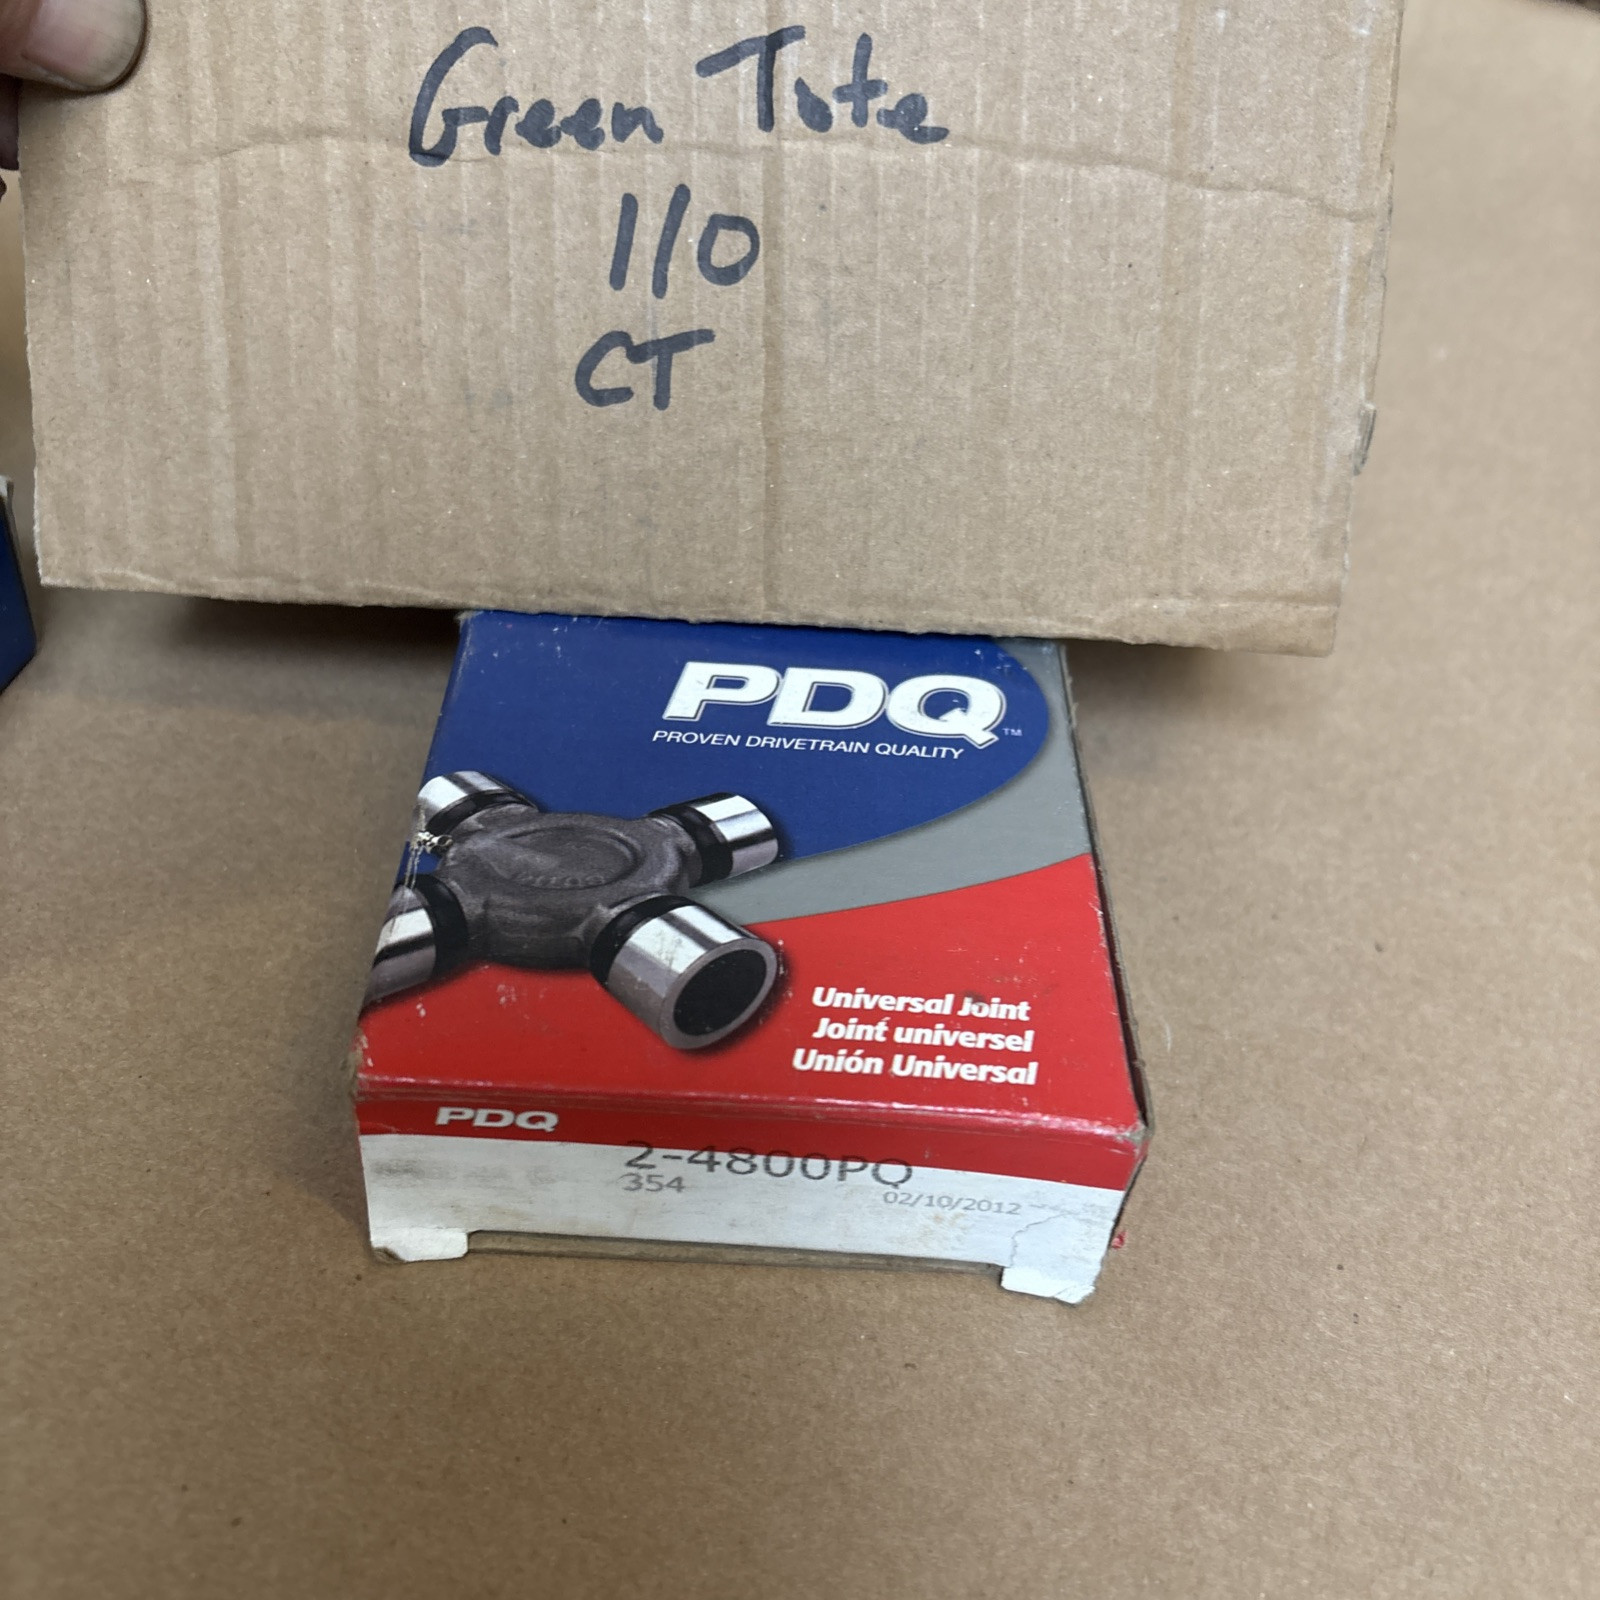 Green Tote
1/0
CT
PDQ™
PROVEN DRIVETRAIN QUALITY
Universal Joint
Joint universel
Unión Universal
PDQ
2-4800PQ
354
02/10/2012